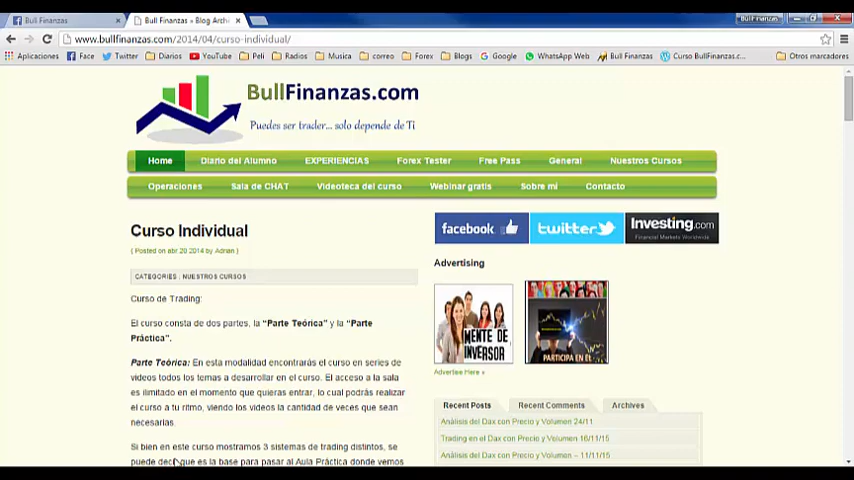 Bull Finanzas
Bull Finanzas » Blog Arch
BullFinanzas
www.bullfinanzas.com/2014/04/curso-individual/
Aplicaciones Face Twitter Diarios YouTube Peli Radios Musica correo Forex Blogs Google WhatsApp Web Bull Finanzas Curso BullFinanzas.c... Otros marcadores
BullFinanzas.com
Puedes ser trader... solo depende de Ti
Home Diario del Alumno EXPERIENCIAS Forex Tester Free Pass General Nuestros Cursos
Operaciones Sala de CHAT Videoteca del curso Webinar gratis Sobre mi Contacto
Curso Individual
( Posted on abr 20 2014 by Adrian )
CATEGORIES : NUESTROS CURSOS
Curso de Trading:
El curso consta de dos partes, la “Parte Teórica” y la “Parte
Práctica”.
Parte Teórica: En esta modalidad encontrarás el curso en series de
videos todos los temas a desarrollar en el curso. El acceso a la sala
es ilimitado en el momento que quieras entrar, lo cual podrás realizar
el curso a tu ritmo, viendo los videos la cantidad de veces que sean
necesarias.
Si bien en este curso mostramos 3 sistemas de trading distintos, se
puede decir que es la base para pasar al Aula Práctica donde vemos
facebook
twitter
Investing.com
Financial Markets Worldwide
Advertising
MENTE DE
INVERSOR
PARTICIPA EN EL
Advertise Here »
Recent Posts Recent Comments Archives
Análisis del Dax con Precio y Volumen 24/11
Trading en el Dax con Precio y Volumen 16/11/15
Análisis del Dax con Precio y Volumen – 11/11/15